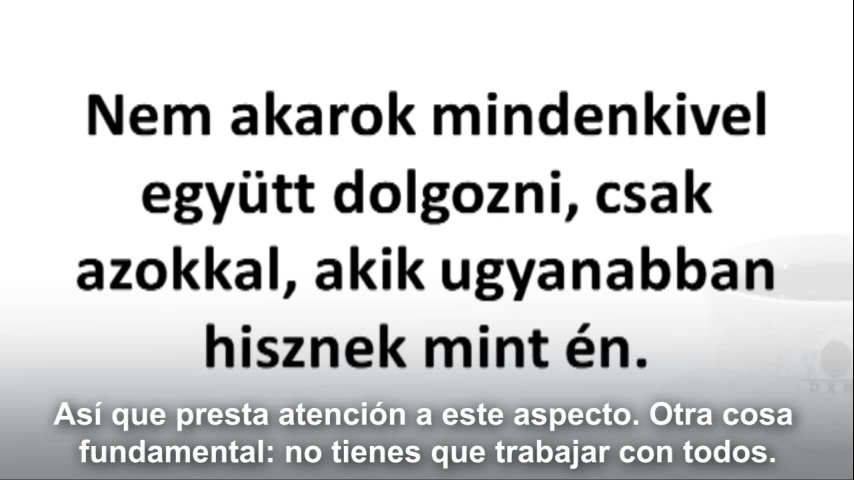 Nem akarok mindenkivel
együtt dolgozni, csak
azokkal, akik ugyanabban
hisznek mint én.
DXN
Así que presta atención a este aspecto. Otra cosa
fundamental: no tienes que trabajar con todos.